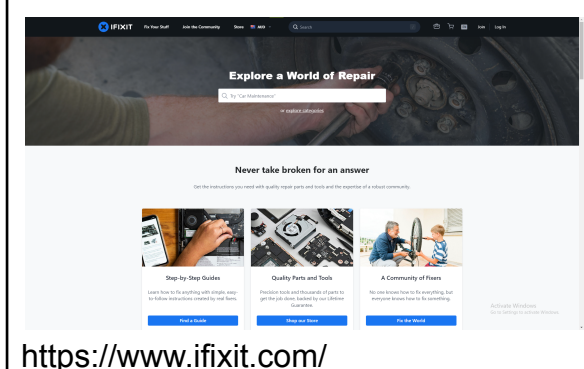 IFIXIT Fix Your Stuff Join the Community Store AUD Search Join Log In
Explore a World of Repair
Try "Car Maintenance"
or explore categories
Never take broken for an answer
Get the instructions you need with quality repair parts and tools and the expertise of a robust community.
Step-by-Step Guides
Learn how to fix anything with simple, easy-
to-follow instructions created by real fixers.
Find a Guide
Quality Parts and Tools
Precision tools and thousands of parts to
get the job done, backed by our Lifetime
Guarantee.
Shop our Store
A Community of Fixers
No one knows how to fix everything, but
everyone knows how to fix something.
Fix the World
Activate Windows
Go to Settings to activate Windows.
https://www.ifixit.com/